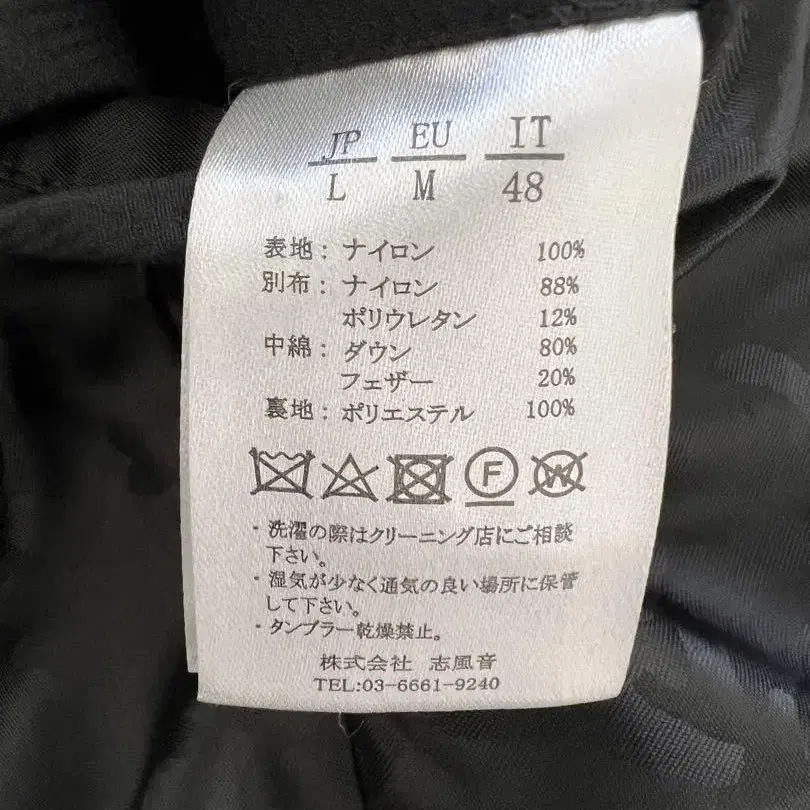 JP EU IT
L M 48
表地：ナイロン 100%
別布：ナイロン 88%
ポリウレタン 12%
中綿：ダウン 80%
フェザー 20%
裏地：ポリエステル 100%
F W
・洗濯の際はクリーニング店にご相談
下さい。
・湿気が少なく通気の良い場所に保管
して下さい。
・タンブラー乾燥禁止。
株式会社 志風音
TEL:03-6661-9240